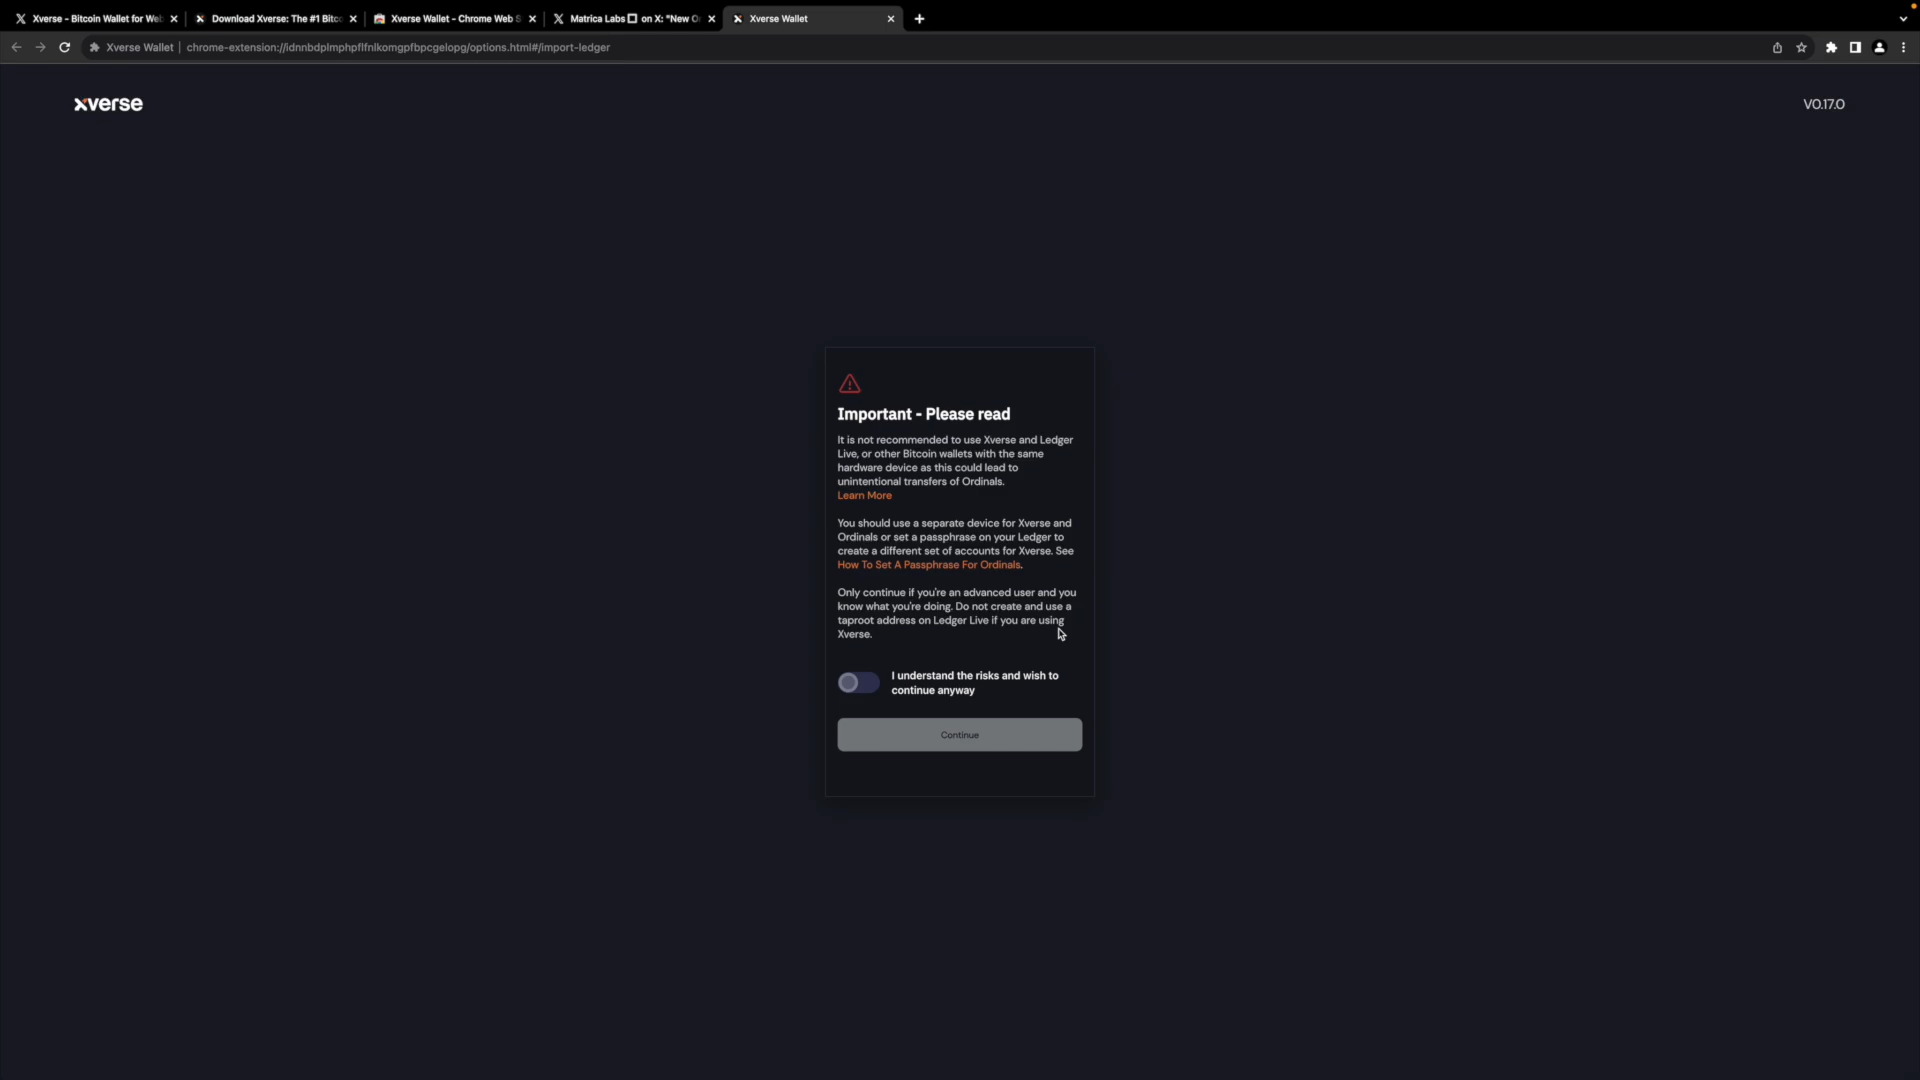 Xverse - Bitcoin Wallet for Web
Download Xverse: The #1 Bitco
Xverse Wallet - Chrome Web S
Matrica Labs on X: "New O
Xverse Wallet
Xverse Wallet | chrome-extension://idnnbdplmphpflfnlkomgpfbpcgelopg/options.html#/import-ledger
xverse
V0.17.0
Important - Please read
It is not recommended to use Xverse and Ledger
Live, or other Bitcoin wallets with the same
hardware device as this could lead to
unintentional transfers of Ordinals.
Learn More
You should use a separate device for Xverse and
Ordinals or set a passphrase on your Ledger to
create a different set of accounts for Xverse. See
How To Set A Passphrase For Ordinals.
Only continue if you're an advanced user and you
know what you're doing. Do not create and use a
taproot address on Ledger Live if you are using
Xverse.
I understand the risks and wish to
continue anyway
Continue